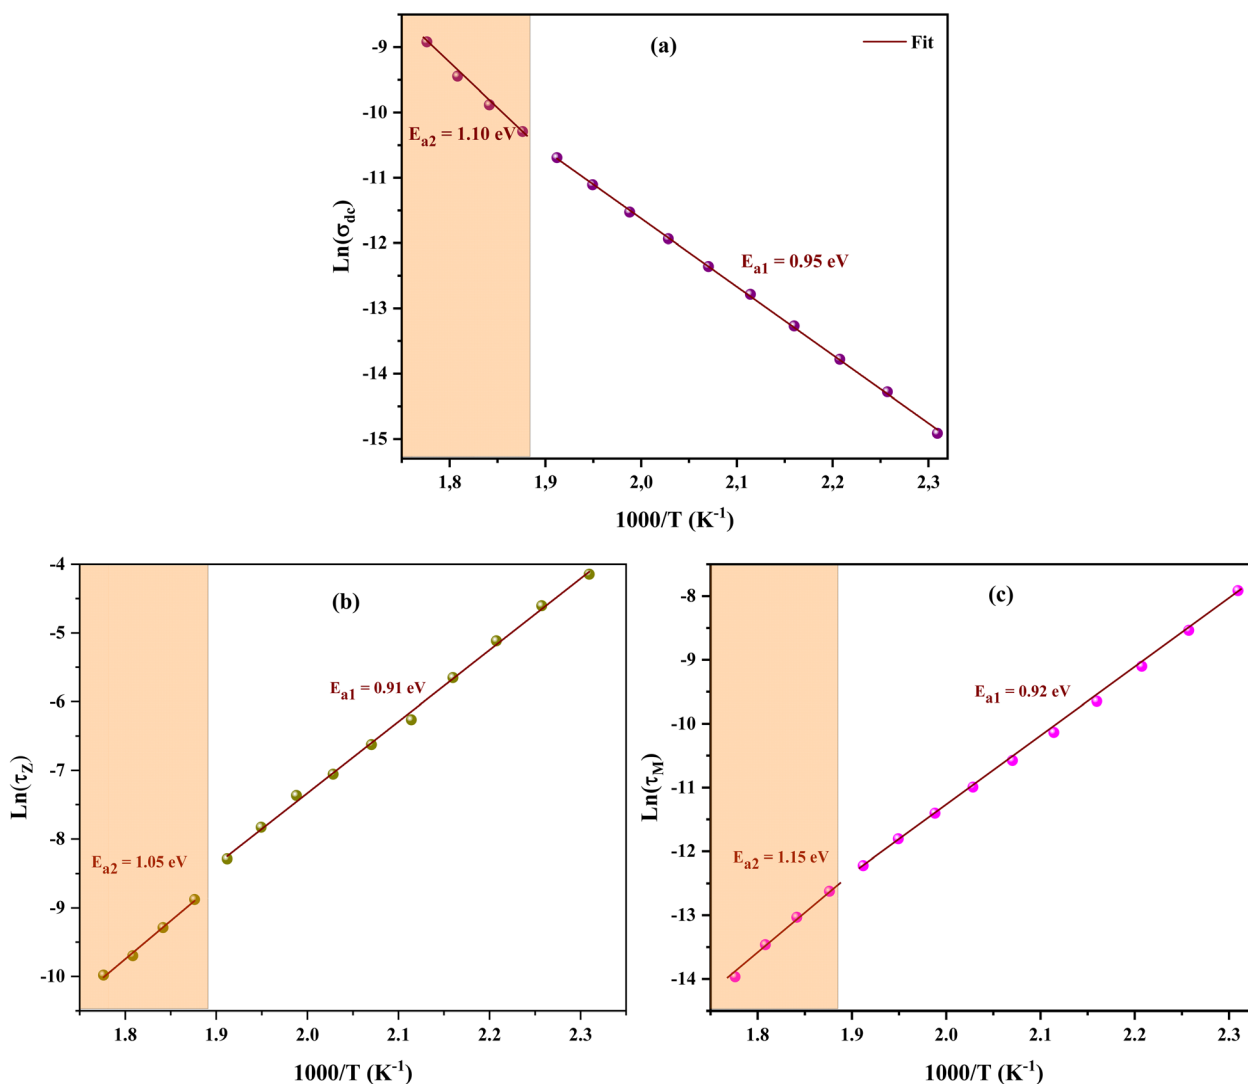 (a)
Fit
-9
-10
-11
-12
-13
-14
-15
Ln(σdc)
Ea2 = 1.10 eV
Ea1 = 0.95 eV
1,8 1,9 2,0 2,1 2,2 2,3
1000/T (K-1)
(b)
-4
-5
-6
-7
-8
-9
-10
Ln(τZ)
Ea1 = 0.91 eV
Ea2 = 1.05 eV
1.8 1.9 2.0 2.1 2.2 2.3
1000/T (K-1)
(c)
-8
-9
-10
-11
-12
-13
-14
Ln(τM)
Ea1 = 0.92 eV
Ea2 = 1.15 eV
1.8 1.9 2.0 2.1 2.2 2.3
1000/T (K-1)